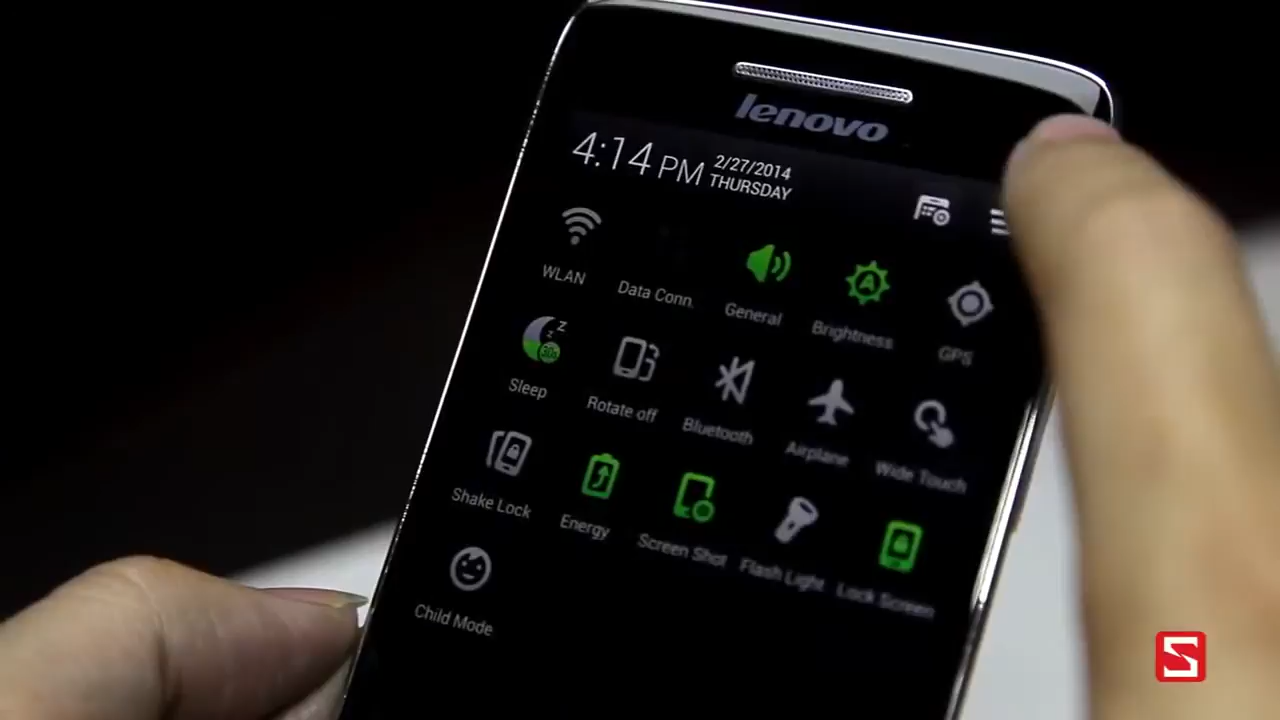 lenovo
4:14 PM
2/27/2014
THURSDAY
WLAN
Data Conn.
General
Brightness
GPS
Sleep
Rotate off
Bluetooth
Airplane
Wide Touch
Shake Lock
Energy
Screen Shot
Flash Light
Lock Screen
Child Mode